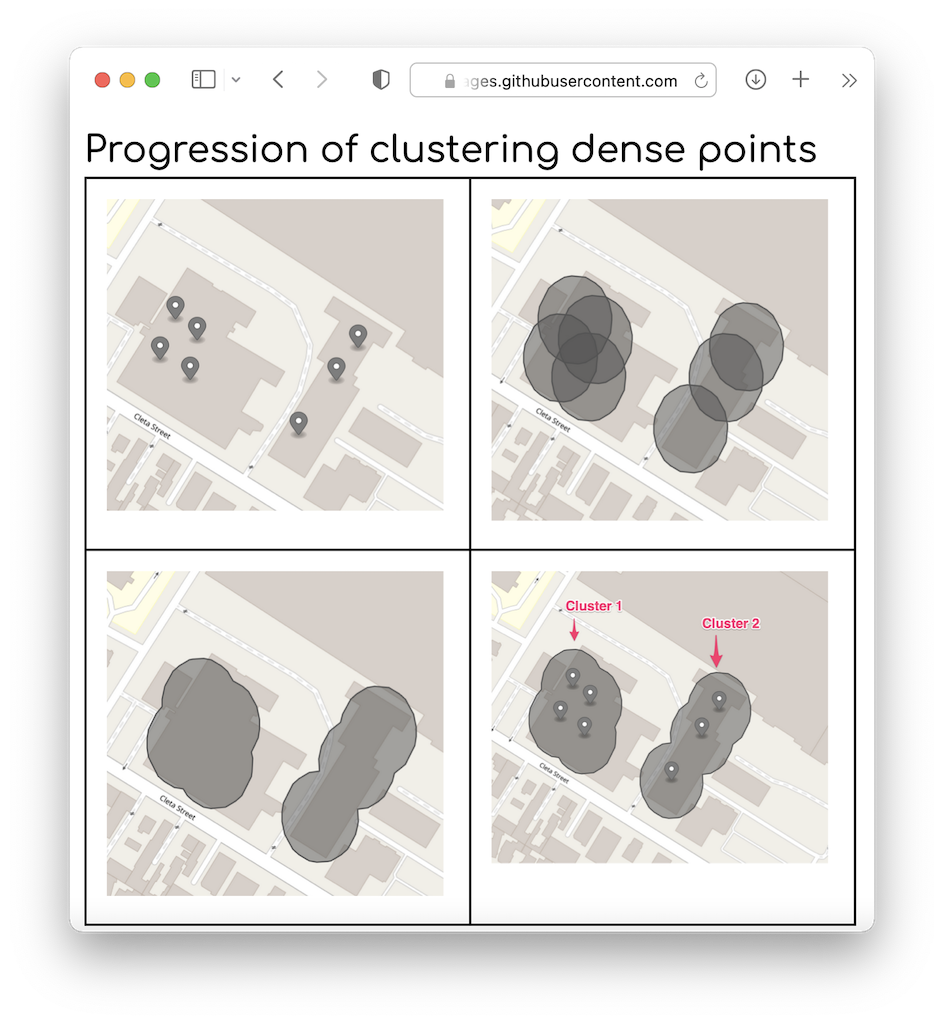 ges.githubusercontent.com
Progression of clustering dense points
Cleta Street
Cleta Street
Cleta Street
Cluster 1
Cluster 2
Cleta Street